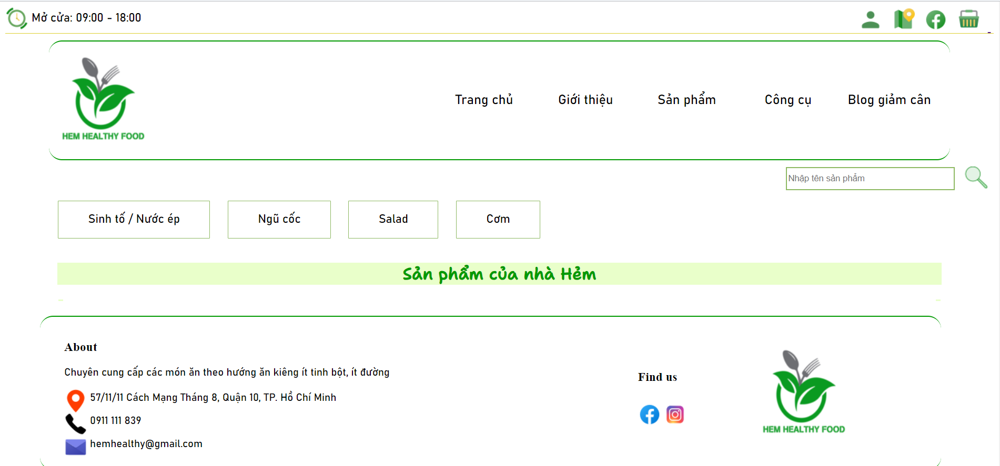 Mở cửa: 09:00 - 18:00
HEM HEALTHY FOOD
Trang chủ
Giới thiệu
Sản phẩm
Công cụ
Blog giảm cân
Nhập tên sản phẩm
Sinh tố / Nước ép
Ngũ cốc
Salad
Cơm
Sản phẩm của nhà Hẻm
About
Chuyên cung cấp các món ăn theo hướng ăn kiêng ít tinh bột, ít đường
57/11/11 Cách Mạng Tháng 8, Quận 10, TP. Hồ Chí Minh
0911 111 839
hemhealthy@gmail.com
Find us
HEM HEALTHY FOOD